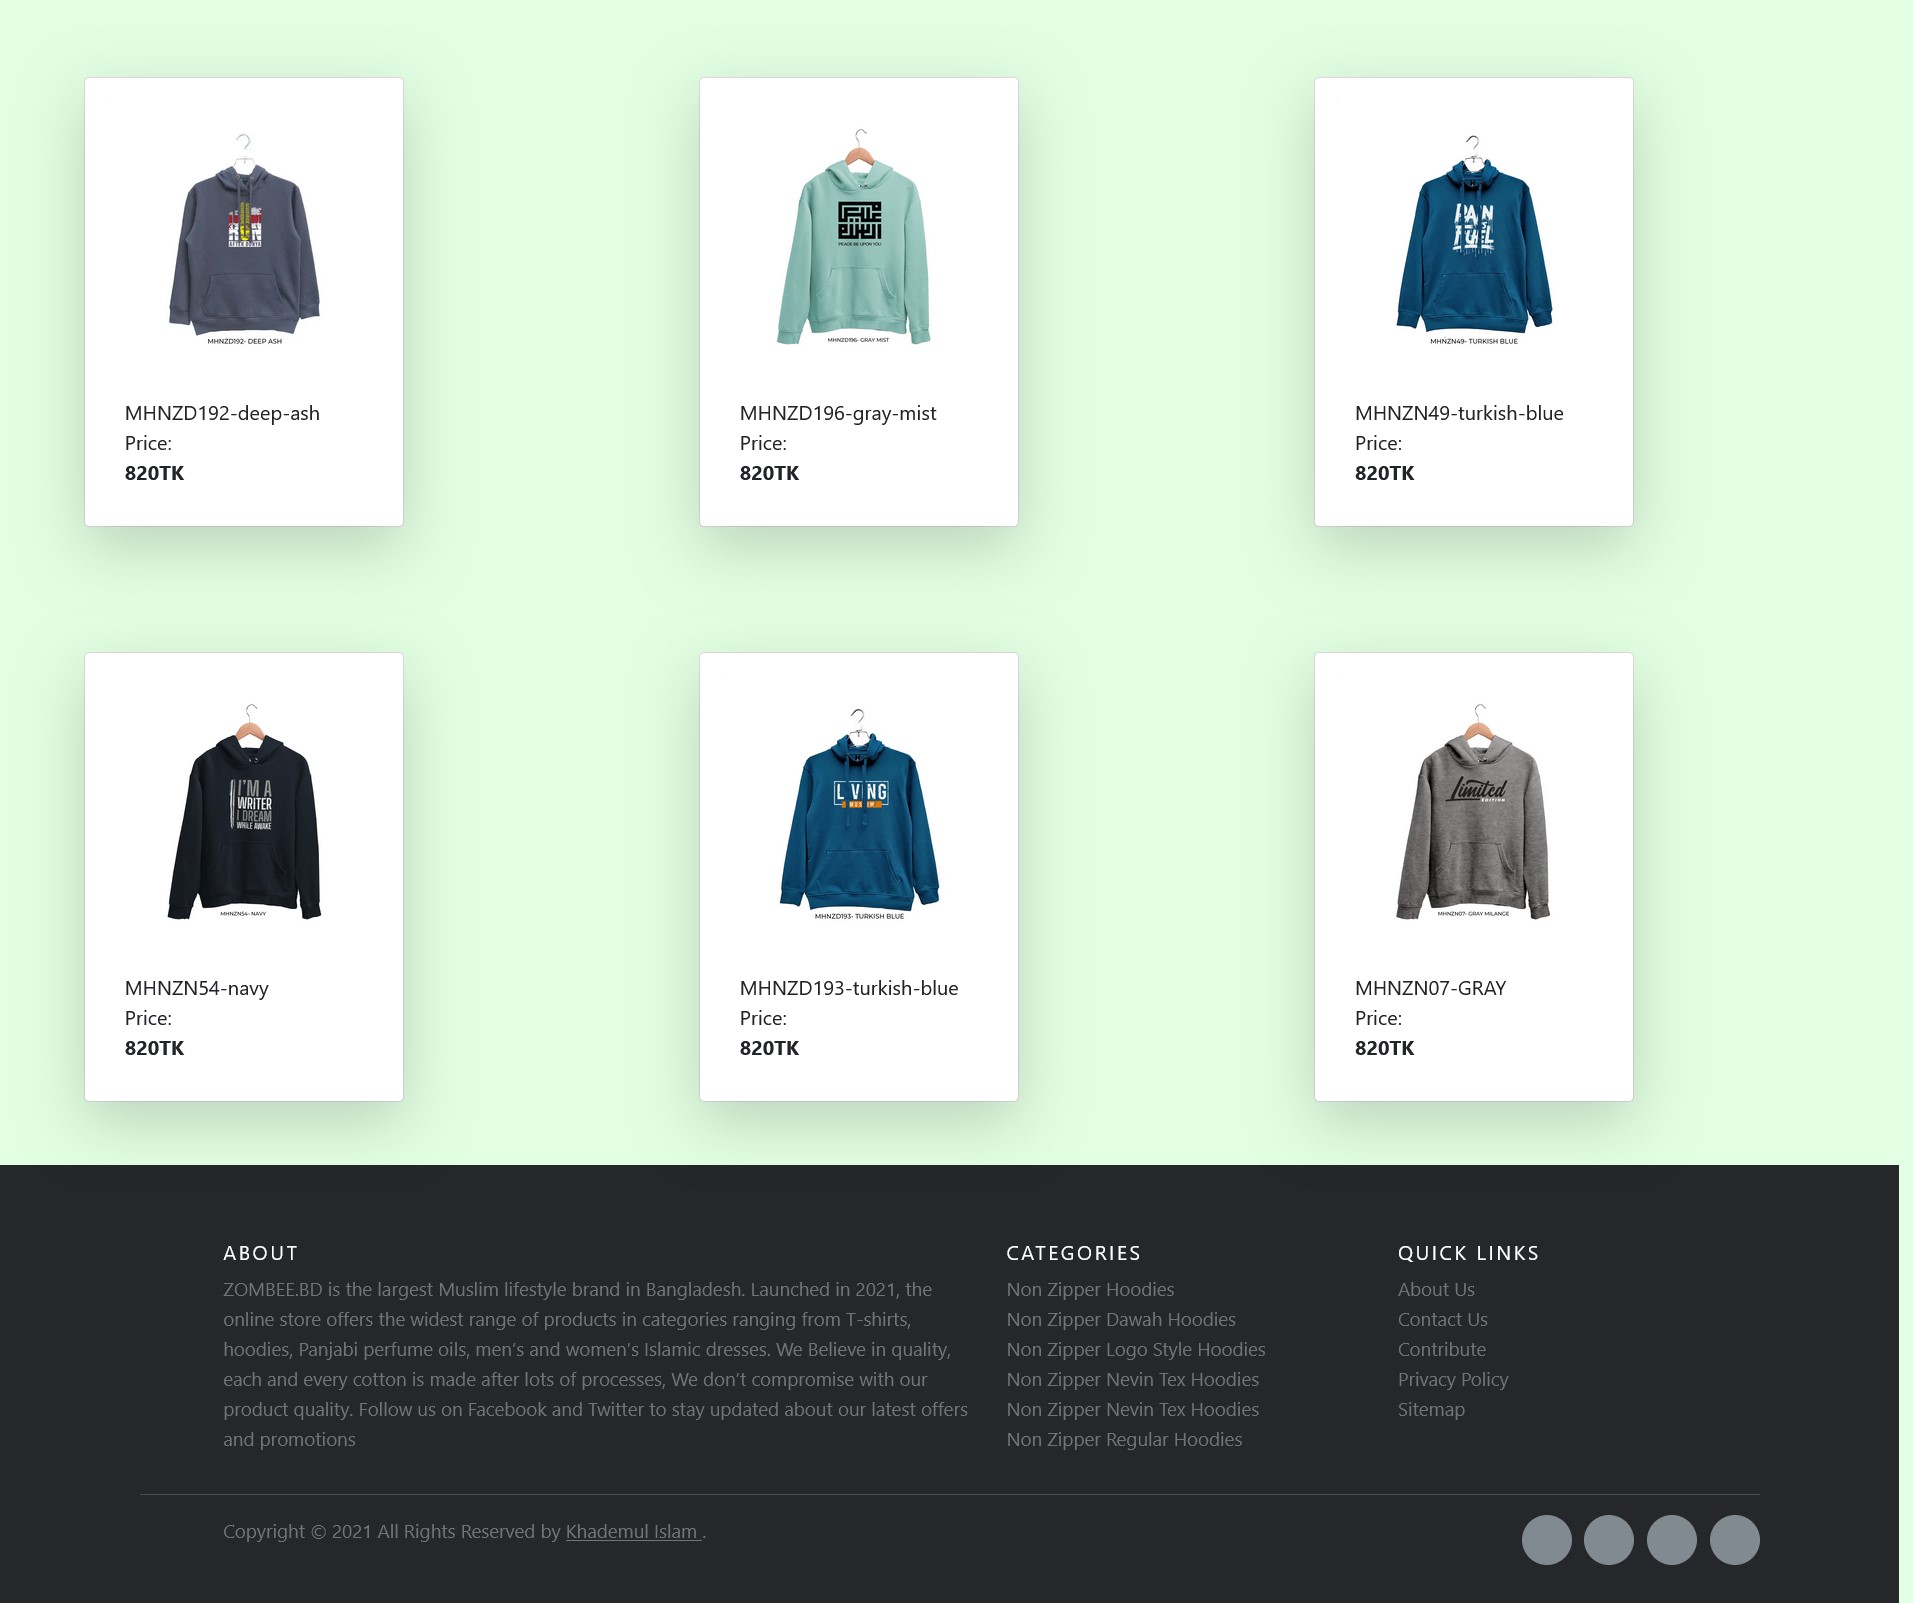 AFTER DUNYA
MHNZD192- DEEP ASH
MHNZD192-deep-ash
Price:
820TK
PEACE BE UPON YOU
MHNZD196- GRAY MIST
MHNZD196-gray-mist
Price:
820TK
PAIN
FUEL
MHNZN49- TURKISH BLUE
MHNZN49-turkish-blue
Price:
820TK
I'M A
WRITER
I DREAM
WHILE AWAKE
MHNZN54- NAVY
MHNZN54-navy
Price:
820TK
LIVING
MHNZD193- TURKISH BLUE
MHNZD193-turkish-blue
Price:
820TK
Limited
EDITION
MHNZN07- GRAY MILANGE
MHNZN07-GRAY
Price:
820TK
ABOUT
ZOMBEE.BD is the largest Muslim lifestyle brand in Bangladesh. Launched in 2021, the
online store offers the widest range of products in categories ranging from T-shirts,
hoodies, Panjabi perfume oils, men's and women's Islamic dresses. We Believe in quality,
each and every cotton is made after lots of processes, We don't compromise with our
product quality. Follow us on Facebook and Twitter to stay updated about our latest offers
and promotions
CATEGORIES
Non Zipper Hoodies
Non Zipper Dawah Hoodies
Non Zipper Logo Style Hoodies
Non Zipper Nevin Tex Hoodies
Non Zipper Nevin Tex Hoodies
Non Zipper Regular Hoodies
QUICK LINKS
About Us
Contact Us
Contribute
Privacy Policy
Sitemap
Copyright © 2021 All Rights Reserved by Khademul Islam .